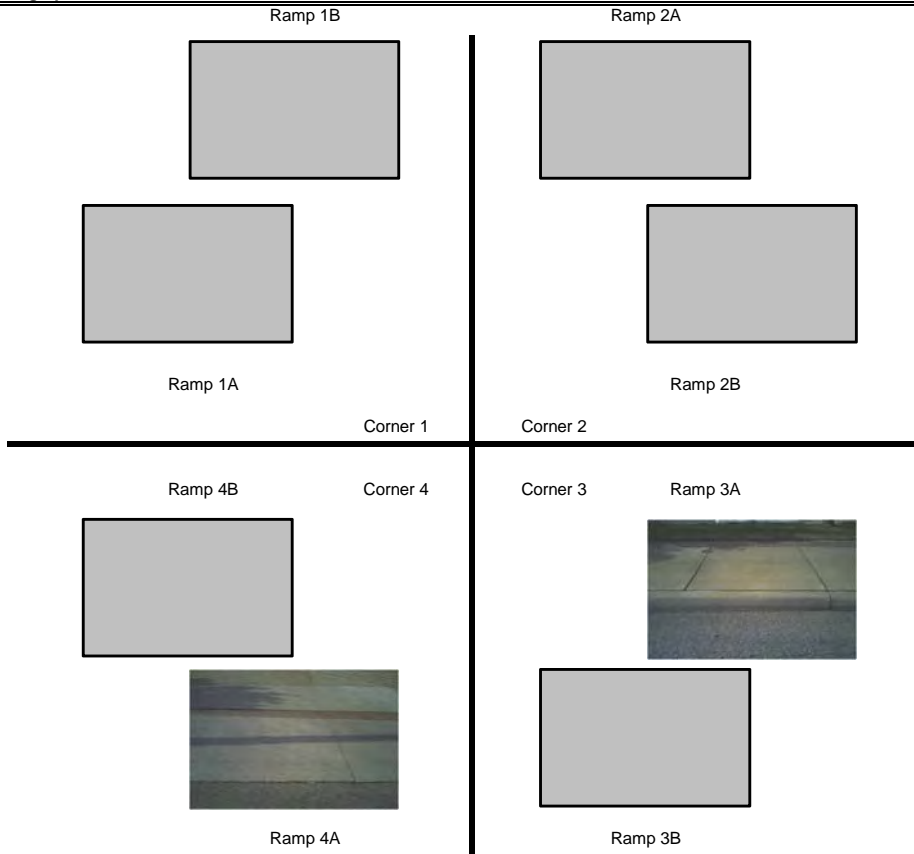 Ramp 1B Ramp 2A
Ramp 1A Ramp 2B
Corner 1 Corner 2
Ramp 4B Corner 4 Corner 3 Ramp 3A
Ramp 4A Ramp 3B